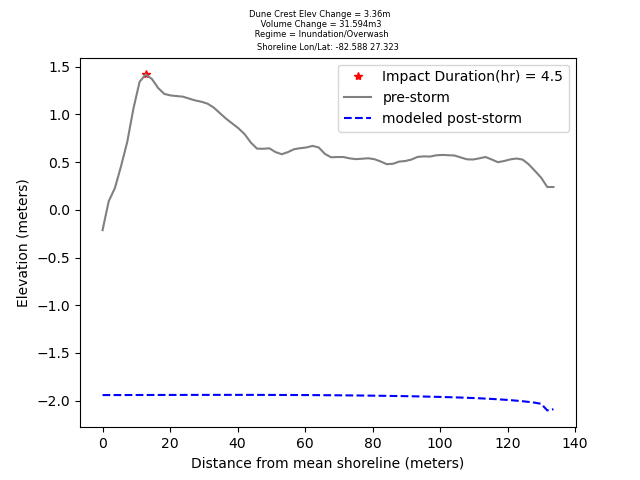 Dune Crest Elev Change = 3.36m
Volume Change = 31.594m3
Regime = Inundation/Overwash
Shoreline Lon/Lat: -82.588 27.323
Impact Duration(hr) = 4.5
pre-storm
modeled post-storm
Elevation (meters)
1.5
1.0
0.5
0.0
−0.5
−1.0
−1.5
−2.0
0 20 40 60 80 100 120 140
Distance from mean shoreline (meters)